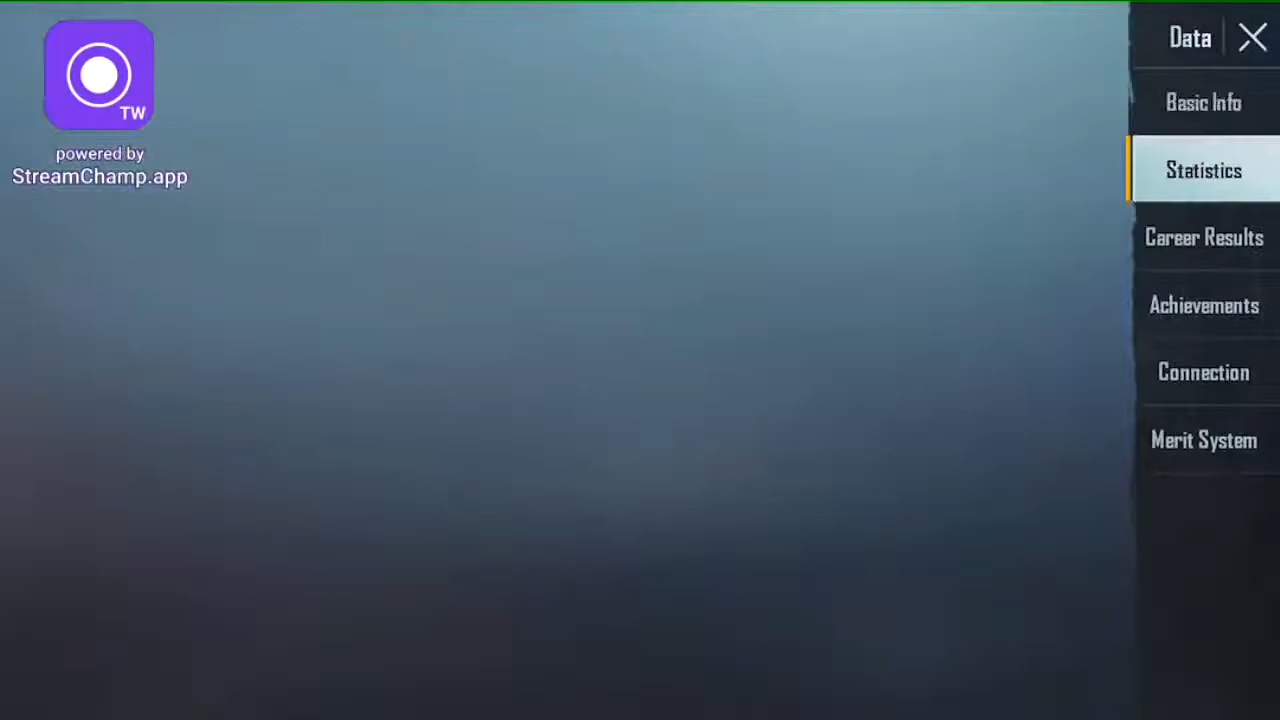 TW
powered by
StreamChamp.app
Data
Basic Info
Statistics
Career Results
Achievements
Connection
Merit System